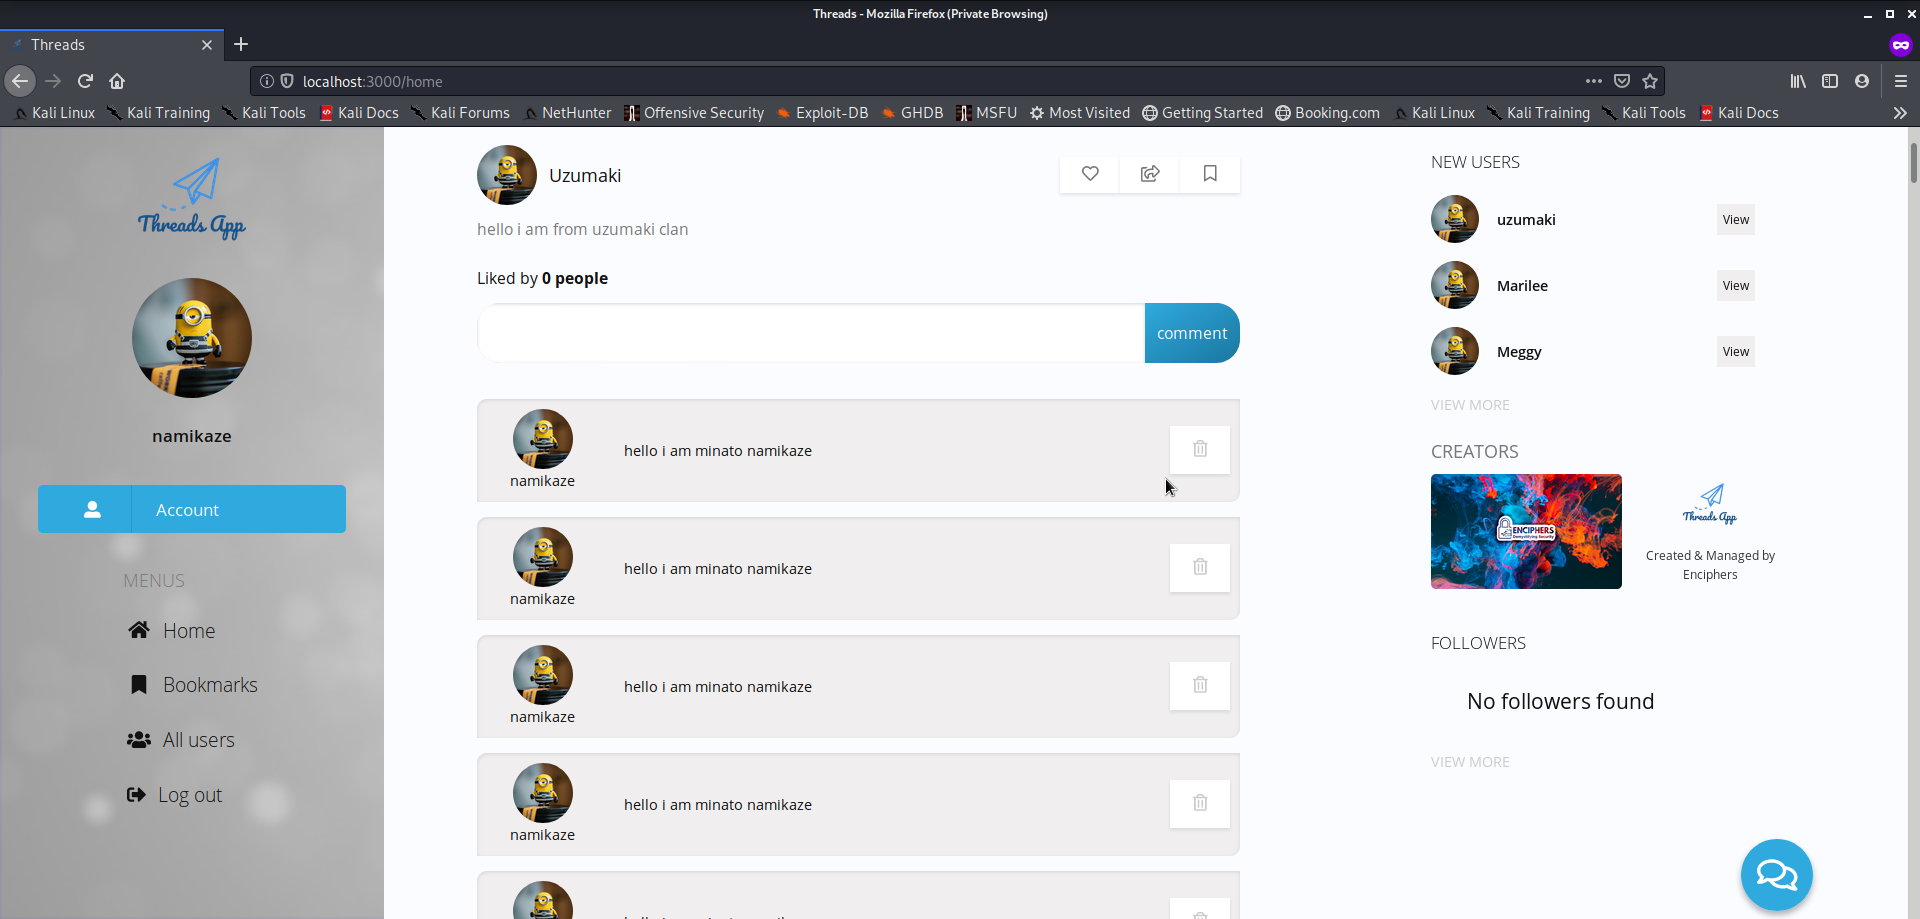 Threads - Mozilla Firefox (Private Browsing)
Threads
localhost:3000/home
Kali Linux Kali Training Kali Tools Kali Docs Kali Forums NetHunter Offensive Security Exploit-DB GHDB MSFU Most Visited Getting Started Booking.com Kali Linux Kali Training Kali Tools Kali Docs
Threads App
namikaze
Account
MENUS
Home
Bookmarks
All users
Log out
Uzumaki
hello i am from uzumaki clan
Liked by 0 people
comment
hello i am minato namikaze
namikaze
hello i am minato namikaze
namikaze
hello i am minato namikaze
namikaze
hello i am minato namikaze
namikaze
NEW USERS
uzumaki View
Marilee View
Meggy View
VIEW MORE
CREATORS
ENCIPHERS
Demystifying Security
Threads App
Created & Managed by
Enciphers
FOLLOWERS
No followers found
VIEW MORE